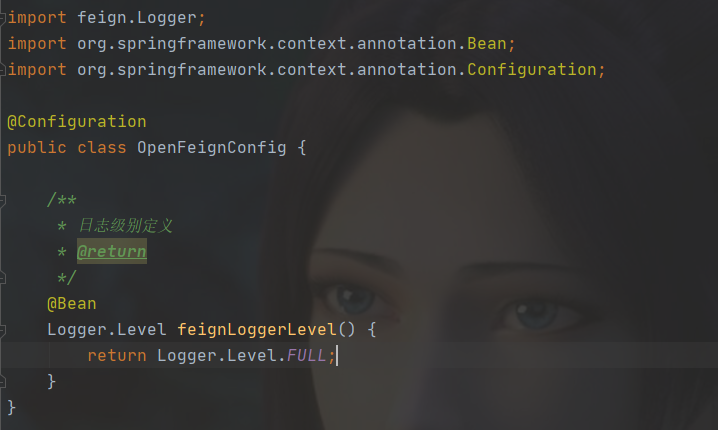 import feign.Logger;
import org.springframework.context.annotation.Bean;
import org.springframework.context.annotation.Configuration;
@Configuration
public class OpenFeignConfig {
/**
* 日志级别定义
* @return
*/
@Bean
Logger.Level feignLoggerLevel() {
return Logger.Level.FULL;
}
}